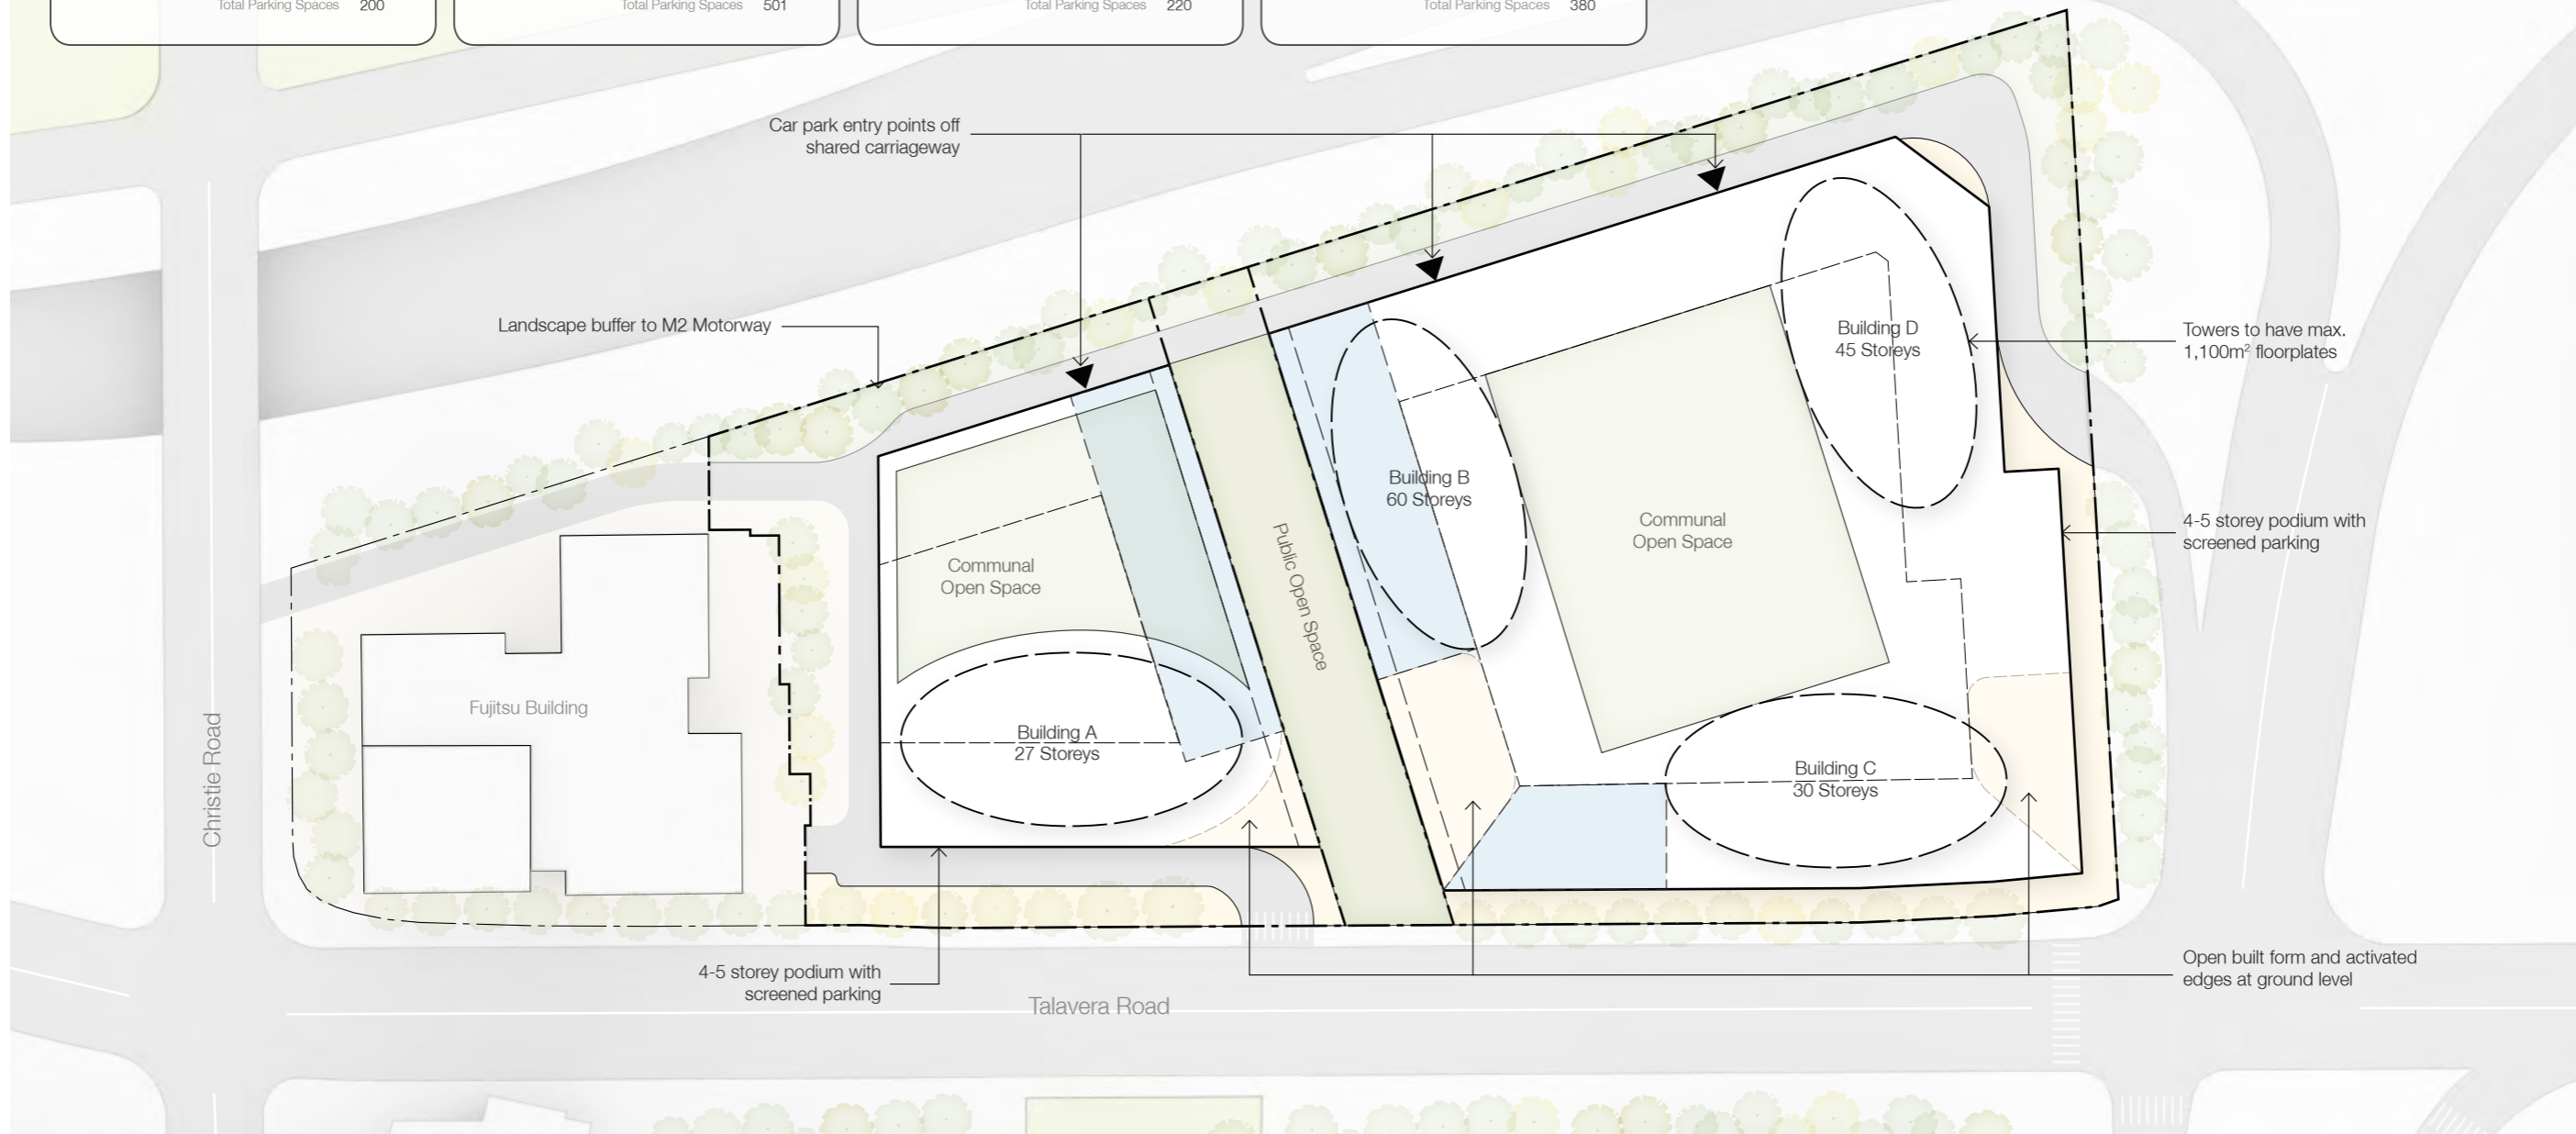 Total Parking Spaces 200
Total Parking Spaces 501
Total Parking Spaces 220
Total Parking Spaces 380
Car park entry points off
shared carriageway
Landscape buffer to M2 Motorway
Building D
45 Storeys
Towers to have max.
1,100m² floorplates
Building B
60 Storeys
Communal
Open Space
4-5 storey podium with
screened parking
Public Open Space
Communal
Open Space
Fujitsu Building
Building A
27 Storeys
Building C
30 Storeys
Christie Road
4-5 storey podium with
screened parking
Open built form and activated
edges at ground level
Talavera Road